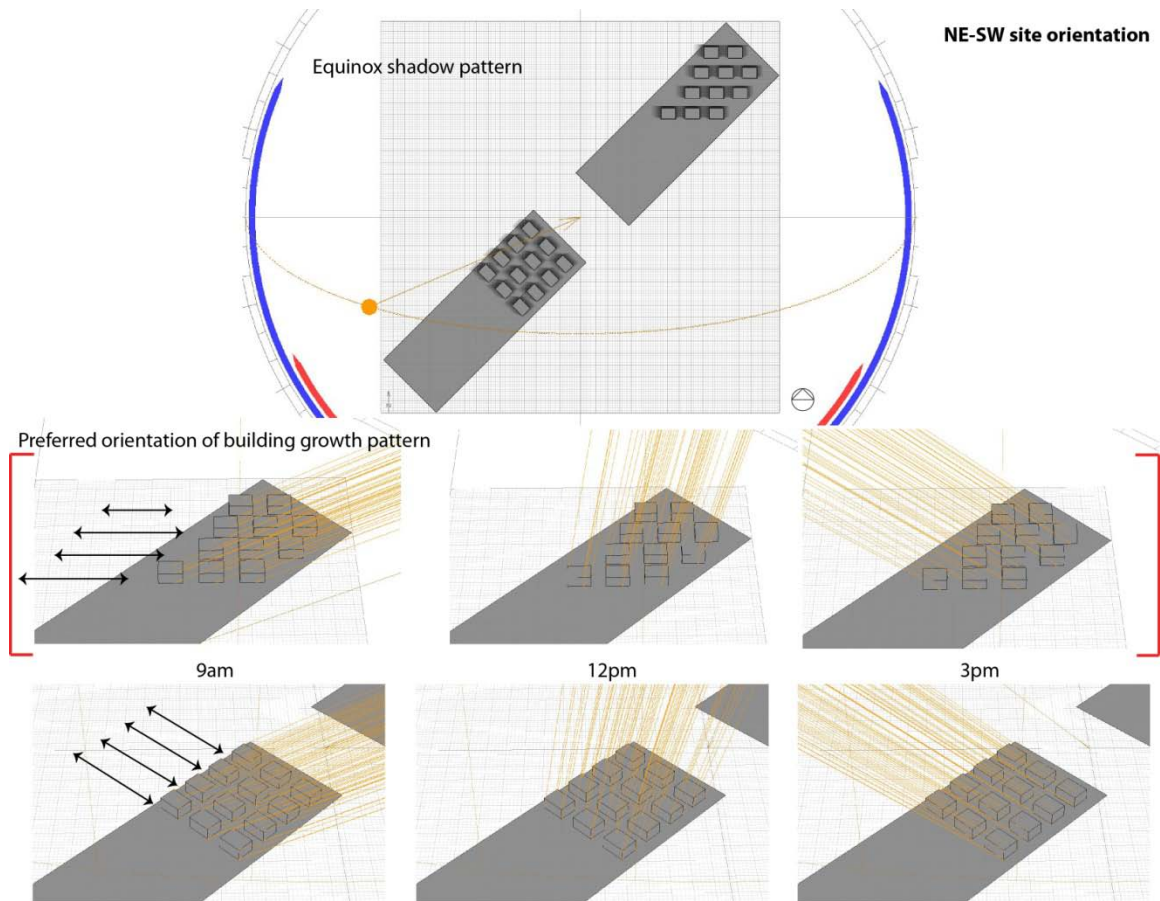 NE-SW site orientation
Equinox shadow pattern
Preferred orientation of building growth pattern
9am
12pm
3pm